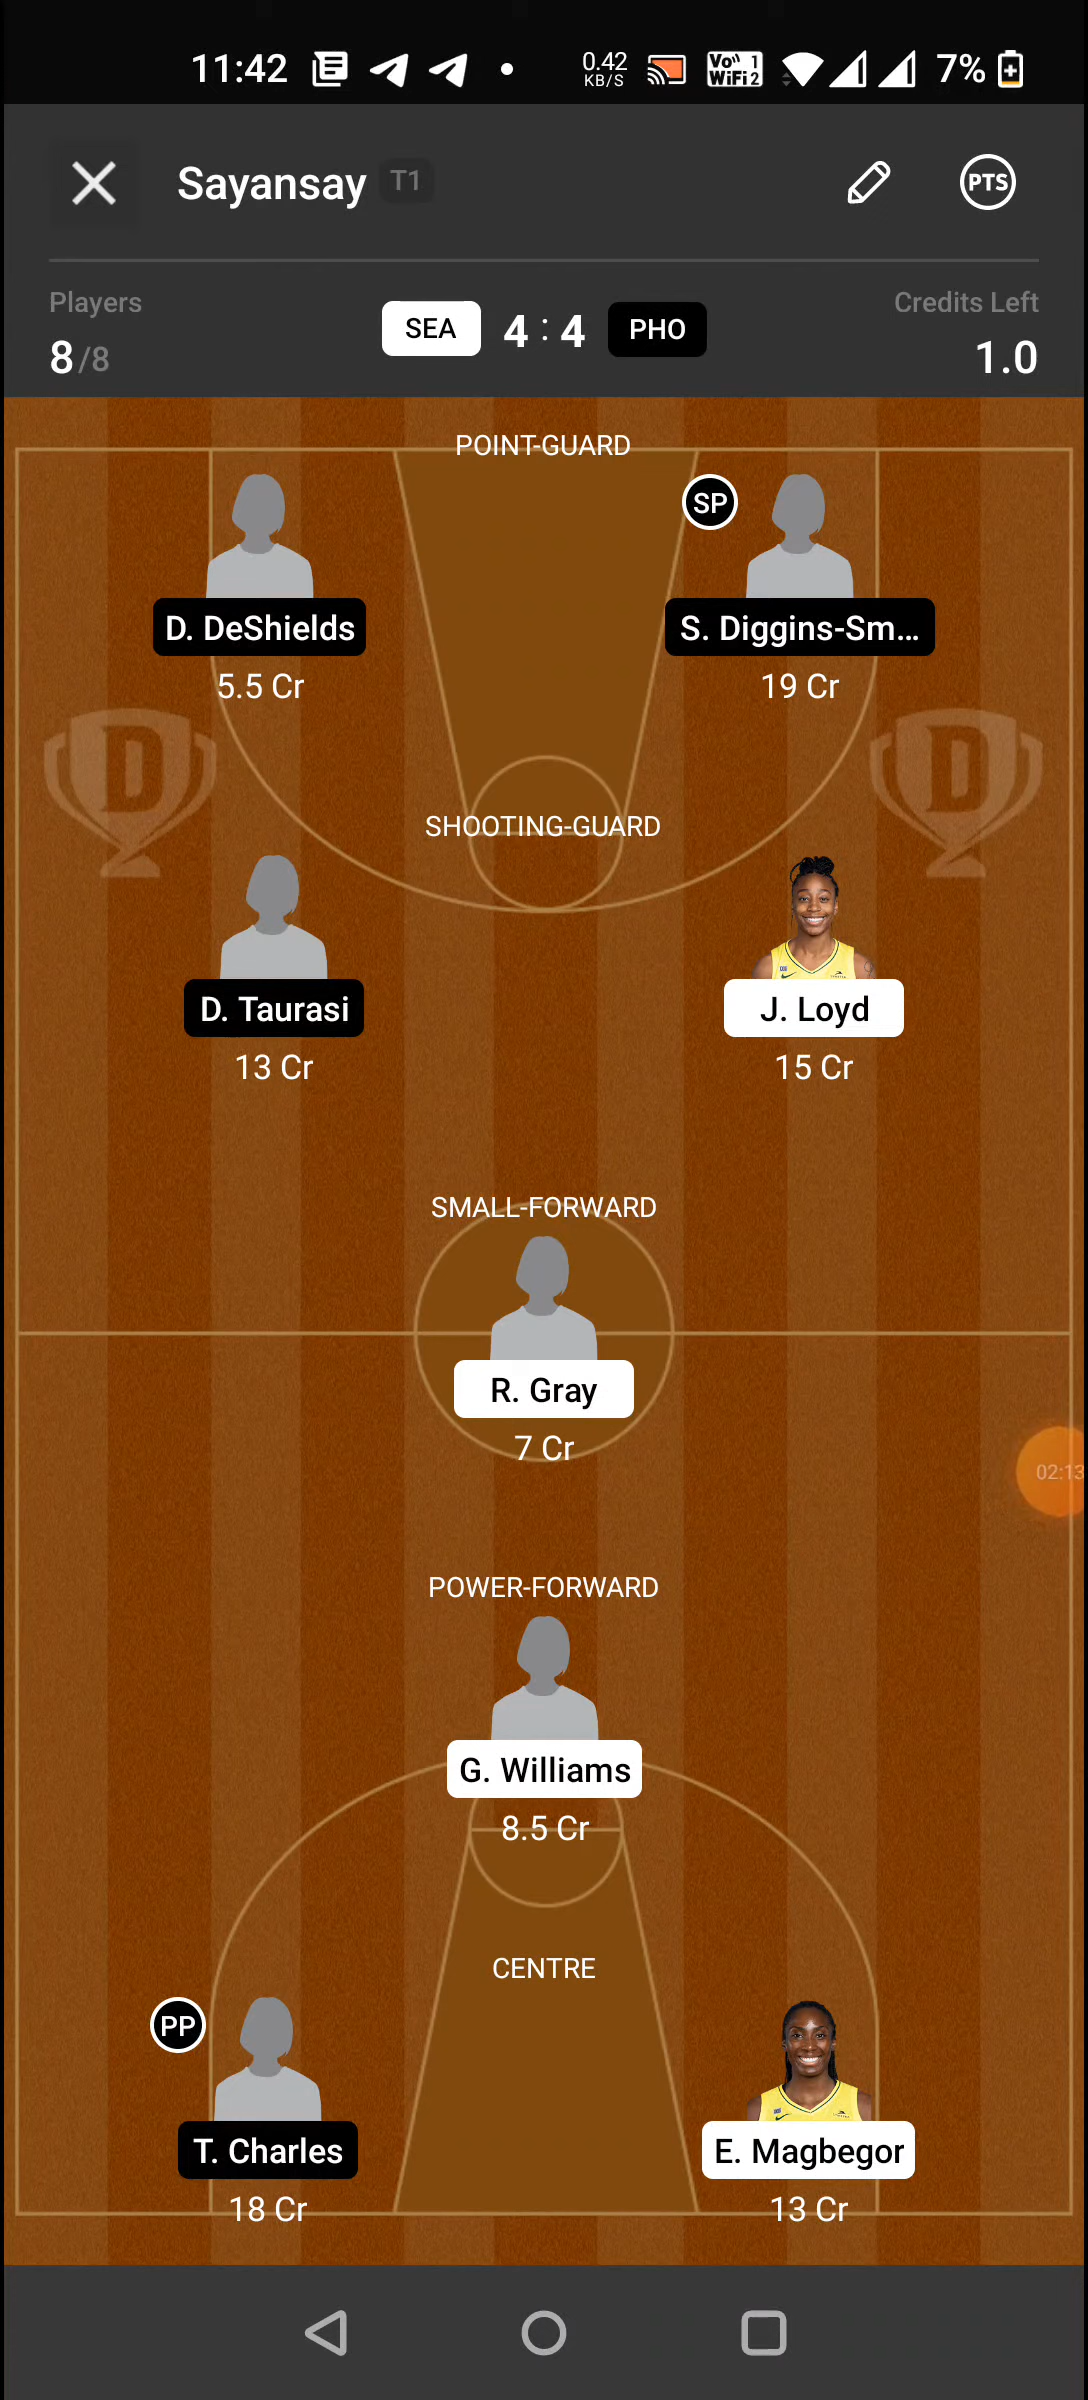 11:42
0.42
KB/S
Vo 1
WiFi 2
7%
Sayansay T1
PTS
Players
Credits Left
SEA 4 : 4 PHO
8/8
1.0
POINT-GUARD
SP
D. DeShields
S. Diggins-Sm...
5.5 Cr
19 Cr
D
D
SHOOTING-GUARD
D. Taurasi
J. Loyd
13 Cr
15 Cr
SMALL-FORWARD
R. Gray
7 Cr
02:13
POWER-FORWARD
G. Williams
8.5 Cr
CENTRE
PP
T. Charles
E. Magbegor
18 Cr
13 Cr